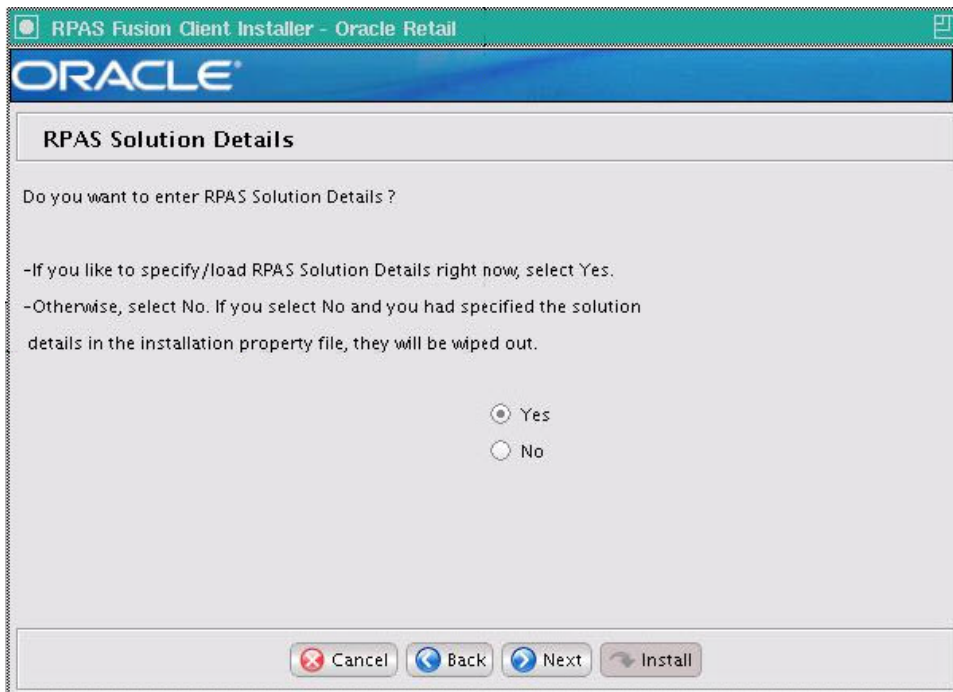 RPAS Fusion Client Installer - Oracle Retail
ORACLE®
RPAS Solution Details
Do you want to enter RPAS Solution Details ?
-If you like to specify/load RPAS Solution Details right now, select Yes.
-Otherwise, select No. If you select No and you had specified the solution
details in the installation property file, they will be wiped out.
Yes
No
Cancel Back Next Install